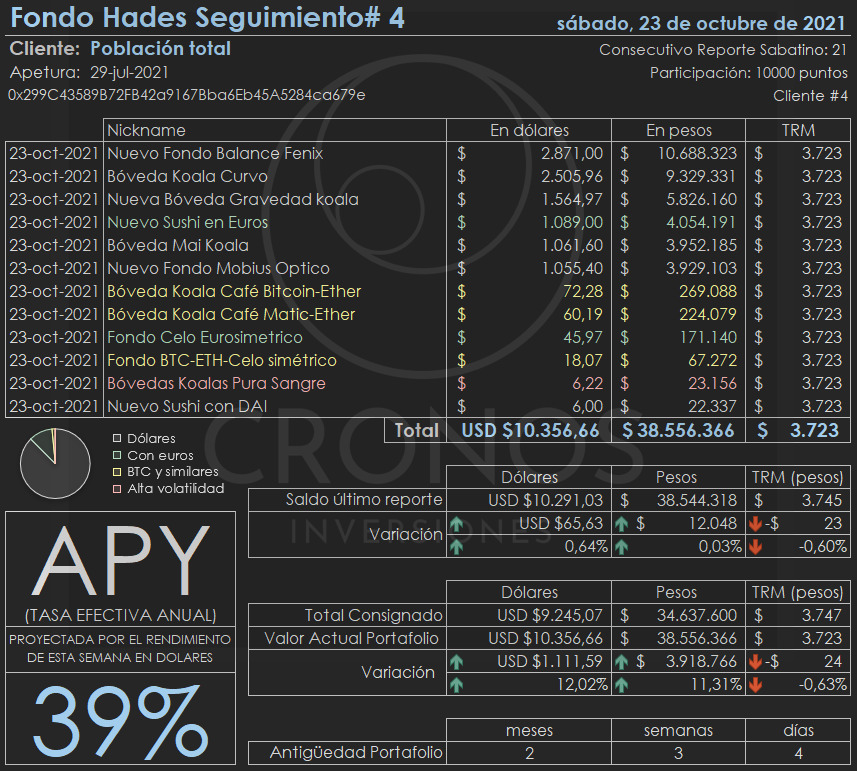 Fondo Hades Seguimiento# 4
sábado, 23 de octubre de 2021
Cliente: Población total
Consecutivo Reporte Sabatino: 21
Apetura: 29-jul-2021
Participación: 10000 puntos
0x299C43589B72FB42a9167Bba6Eb45A5284ca679e
Cliente #4
Nickname En dólares En pesos TRM
23-oct-2021 Nuevo Fondo Balance Fenix $ 2.871,00 $ 10.688.323 $ 3.723
23-oct-2021 Bóveda Koala Curvo $ 2.505,96 $ 9.329.331 $ 3.723
23-oct-2021 Nueva Bóveda Gravedad koala $ 1.564,97 $ 5.826.160 $ 3.723
23-oct-2021 Nuevo Sushi en Euros $ 1.089,00 $ 4.054.191 $ 3.723
23-oct-2021 Bóveda Mai Koala $ 1.061,60 $ 3.952.185 $ 3.723
23-oct-2021 Nuevo Fondo Mobius Optico $ 1.055,40 $ 3.929.103 $ 3.723
23-oct-2021 Bóveda Koala Café Bitcoin-Ether $ 72,28 $ 269.088 $ 3.723
23-oct-2021 Bóveda Koala Café Matic-Ether $ 60,19 $ 224.079 $ 3.723
23-oct-2021 Fondo Celo Eurosimetrico $ 45,97 $ 171.140 $ 3.723
23-oct-2021 Fondo BTC-ETH-Celo simétrico $ 18,07 $ 67.272 $ 3.723
23-oct-2021 Bóvedas Koalas Pura Sangre $ 6,22 $ 23.156 $ 3.723
23-oct-2021 Nuevo Sushi con DAI $ 6,00 $ 22.337 $ 3.723
Total USD $10.356,66 $ 38.556.366 $ 3.723
CRONOS
INVERSIONES
Dólares
Con euros
BTC y similares
Alta volatilidad
Dólares Pesos TRM (pesos)
Saldo último reporte USD $10.291,03 $ 38.544.318 $ 3.745
Variación USD $65,63 $ 12.048 -$ 23
0,64% 0,03% -0,60%
APY
(TASA EFECTIVA ANUAL)
PROYECTADA POR EL RENDIMIENTO
DE ESTA SEMANA EN DOLARES
39%
Dólares Pesos TRM (pesos)
Total Consignado USD $9.245,07 $ 34.637.600 $ 3.747
Valor Actual Portafolio USD $10.356,66 $ 38.556.366 $ 3.723
Variación USD $1.111,59 $ 3.918.766 -$ 24
12,02% 11,31% -0,63%
meses semanas días
Antigüedad Portafolio 2 3 4